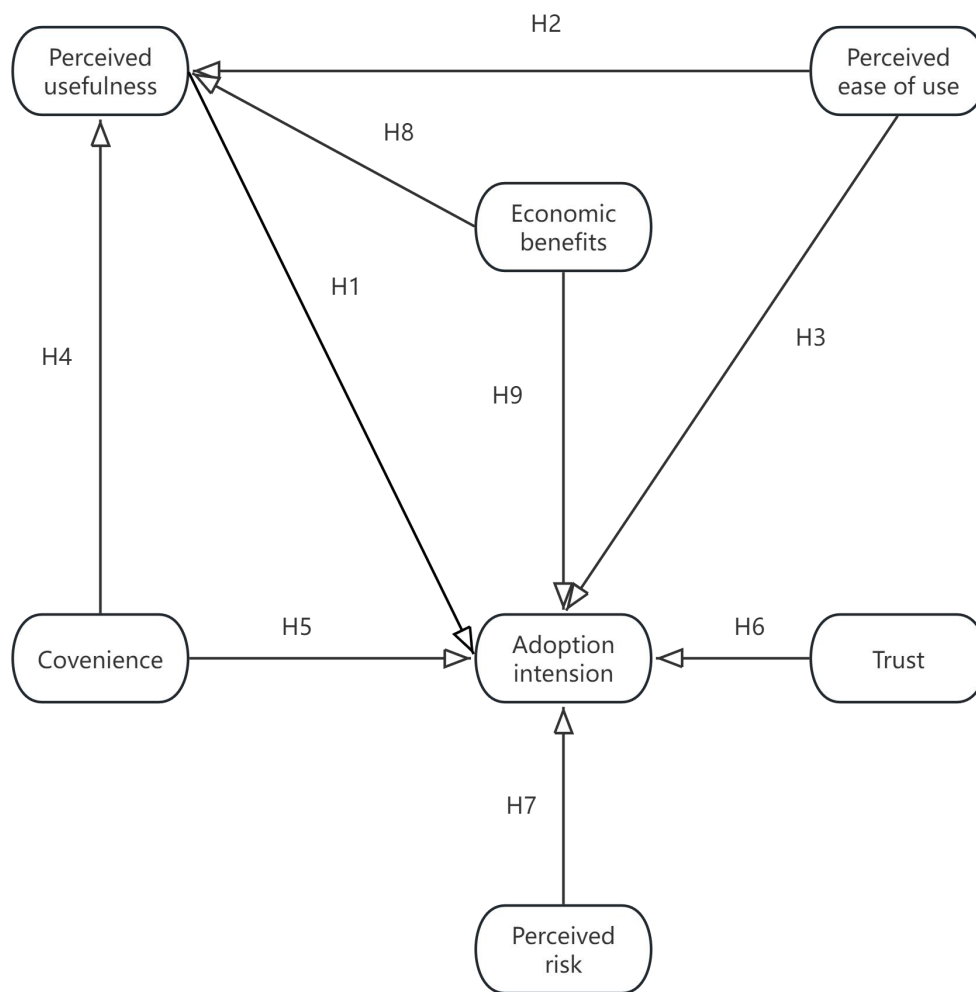 H2
Perceived
usefulness
Perceived
ease of use
H8
Economic
benefits
H1
H3
H4
H9
H5
H6
Covenience
Adoption
intension
Trust
H7
Perceived
risk